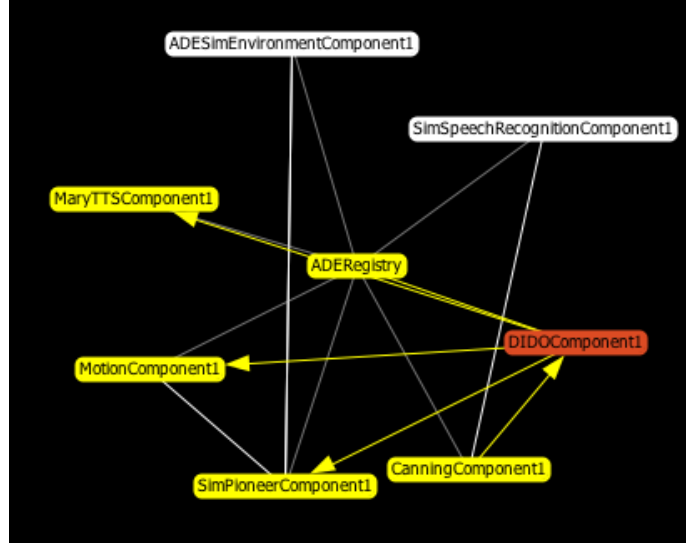 ADESimEnvironmentComponent1
SimSpeechRecognitionComponent1
MaryTTSComponent1
ADERegistry
DIDOComponent1
MotionComponent1
CanningComponent1
SimPioneerComponent1